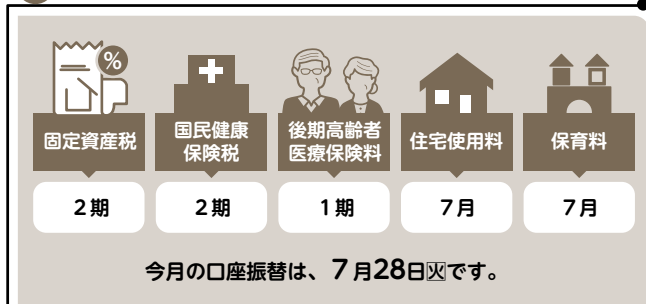 %
固定資産税
国民健康
保険税
後期高齢者
医療保険料
住宅使用料
保育料
2期
2期
1期
7月
7月
今月の口座振替は、7月28日火です。